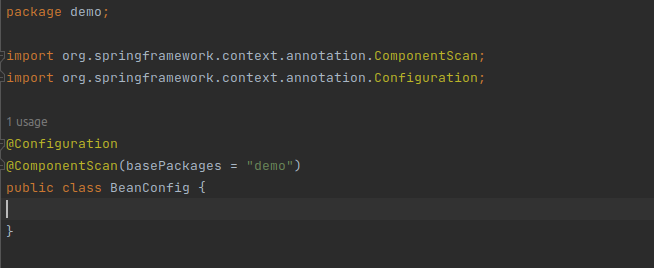 package demo;
import org.springframework.context.annotation.ComponentScan;
import org.springframework.context.annotation.Configuration;
1 usage
@Configuration
@ComponentScan(basePackages = "demo")
public class BeanConfig {
}